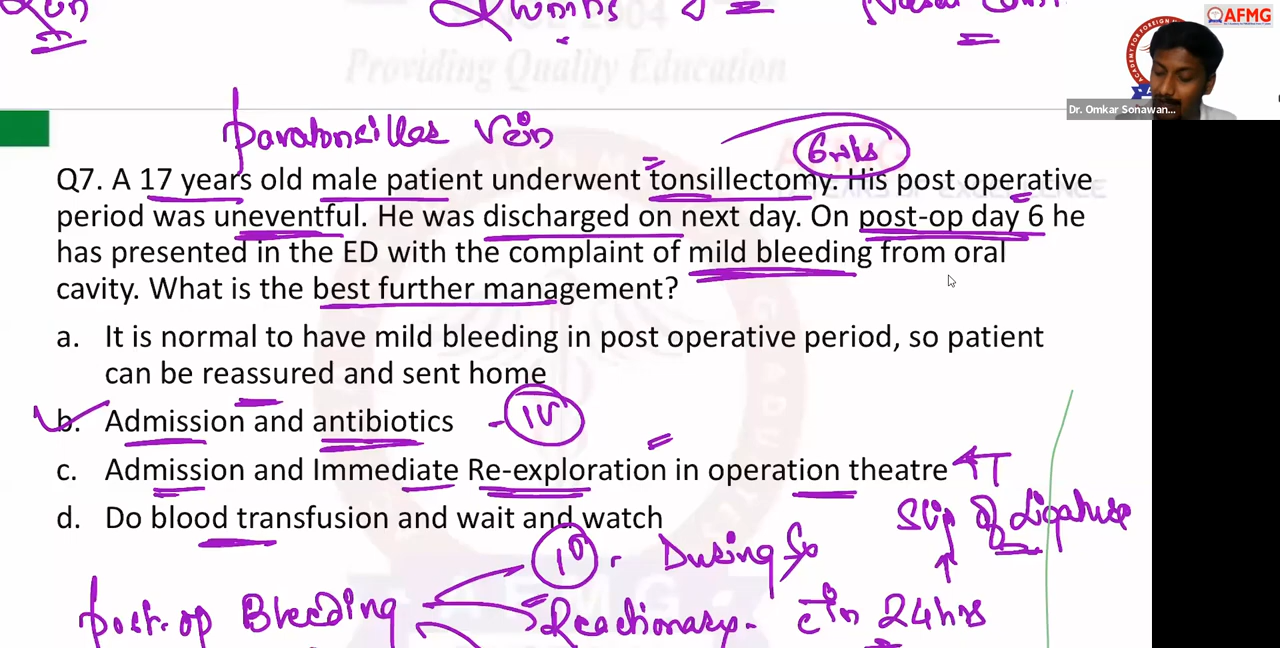 AFMG
Providing Quality Education
Dr. Omkar Sonawan...
Vein
6 wks
Q7. A 17 years old male patient underwent tonsillectomy. His post operative
period was uneventful. He was discharged on next day. On post-op day 6 he
has presented in the ED with the complaint of mild bleeding from oral
cavity. What is the best further management?
a. It is normal to have mild bleeding in post operative period, so patient
can be reassured and sent home
b. Admission and antibiotics - IV
c. Admission and Immediate Re-exploration in operation theatre
Slip of Ligature
d. Do blood transfusion and wait and watch
1° - During Sx
post-op Bleeding
Reactionary - in 24 hrs